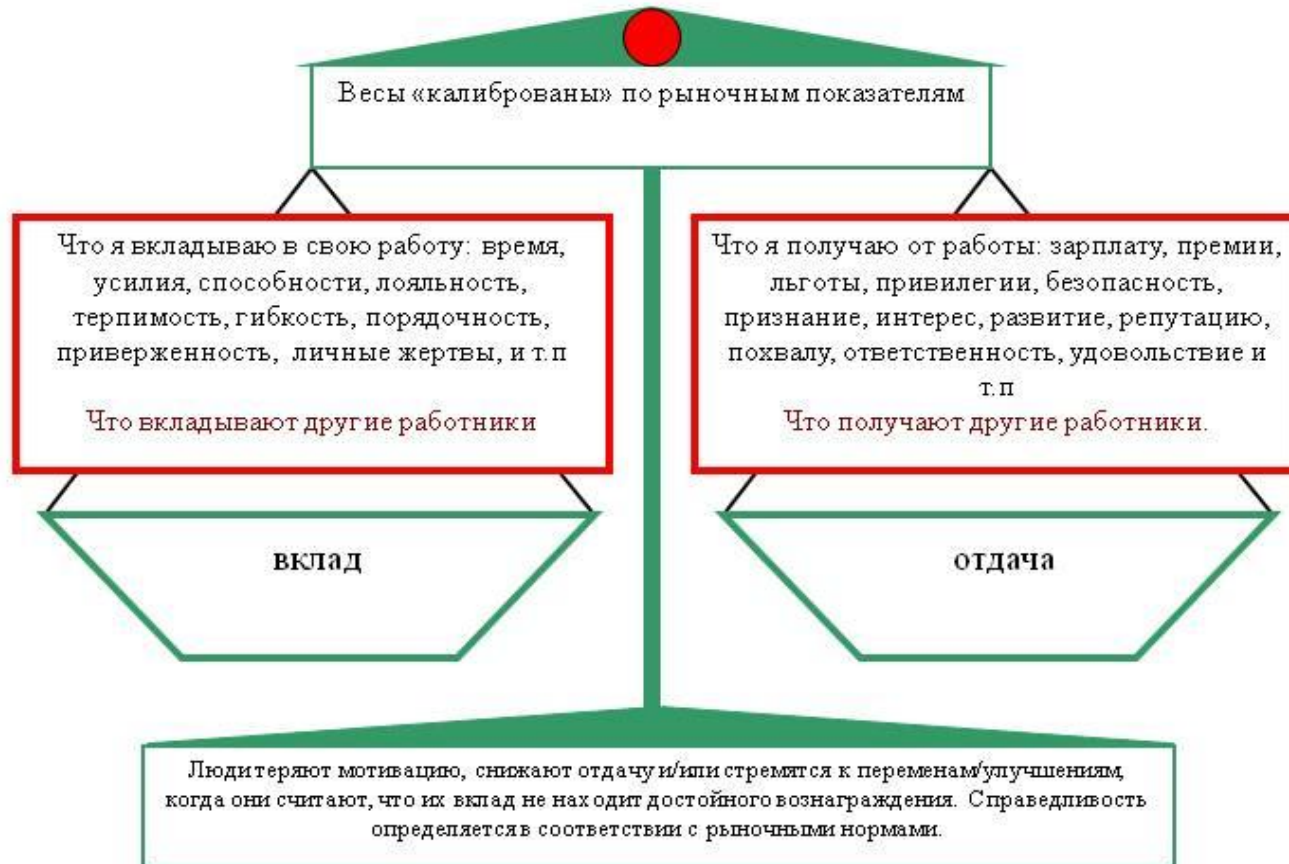 Весы «калиброваны» по рыночным показателям
Что я вкладываю в свою работу: время,
усилия, способности, лояльность,
терпимость, гибкость, порядочность,
приверженность, личные жертвы, и т.п
Что вкладывают другие работники
Что я получаю от работы: зарплату, премии,
льготы, привилегии, безопасность,
признание, интерес, развитие, репутацию,
похвалу, ответственность, удовольствие и
т.п
Что получают другие работники.
вклад
отдача
Люди теряют мотивацию, снижают отдачу и/или стремятся к переменам/улучшениям,
когда они считают, что их вклад не находит достойного вознаграждения. Справедливость
определяется в соответствии с рыночными нормами.